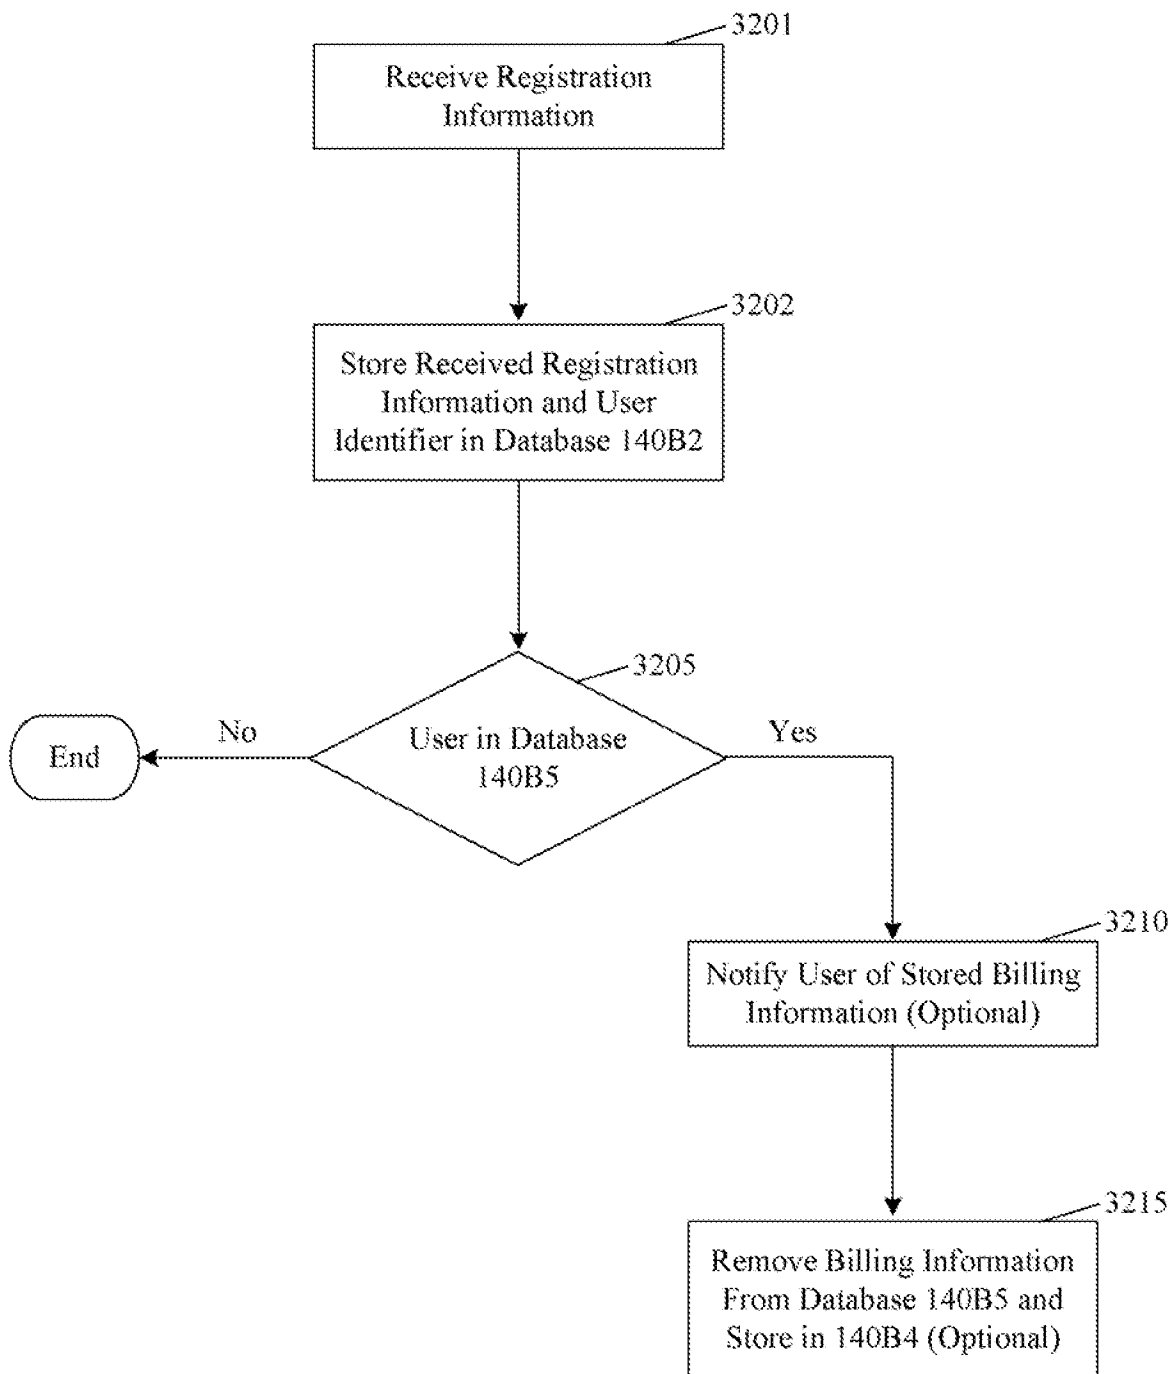 3201
Receive Registration
Information
3202
Store Received Registration
Information and User
Identifier in Database 140B2
3205
User in Database
140B5
No
Yes
End
3210
Notify User of Stored Billing
Information (Optional)
3215
Remove Billing Information
From Database 140B5 and
Store in 140B4 (Optional)